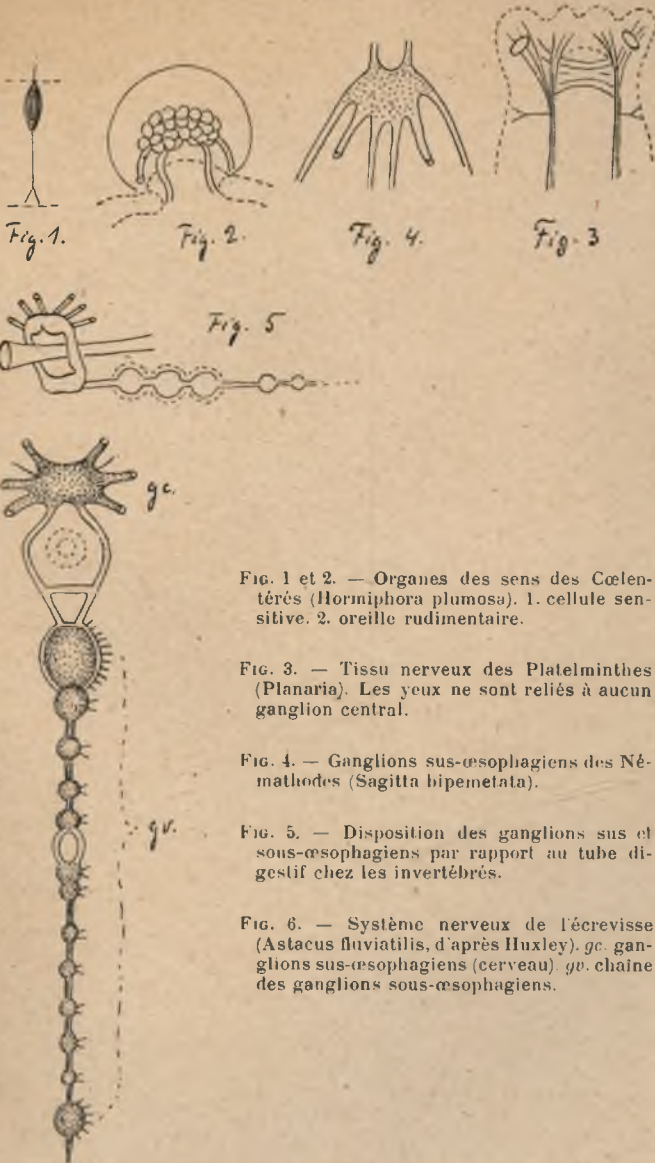 Fig. 1.
Fig. 2.
Fig. 4.
Fig. 3
Fig. 5
gc.
gv.
FIG. 1 et 2. — Organes des sens des Cœlen-
térés (Hormiphora plumosa). 1. cellule sen-
sitive. 2. oreille rudimentaire.
FIG. 3. — Tissu nerveux des Platelminthes
(Planaria). Les yeux ne sont reliés à aucun
ganglion central.
FIG. 4. — Ganglions sus-œsophagiens des Né-
mathodes (Sagitta bipemetata).
FIG. 5. — Disposition des ganglions sus et
sous-œsophagiens par rapport au tube di-
gestif chez les invertébrés.
FIG. 6. — Système nerveux de l'écrevisse
(Astacus fluviatilis, d'après Huxley). gc. gan-
glions sus-œsophagiens (cerveau). gv. chaîne
des ganglions sous-œsophagiens.